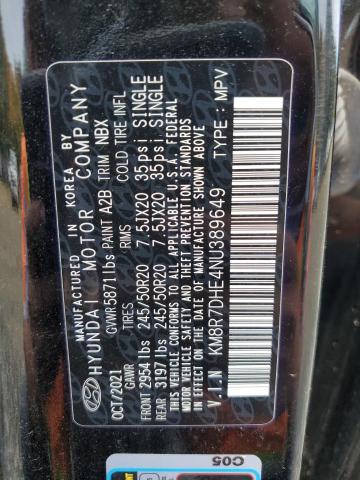 MANUFACTURED IN KOREA BY
HYUNDAI MOTOR COMPANY
OCT/2021 GVWR5871lbs PAINT A2B TRIM NBX
GAWR TIRES RIMS COLD TIRE INFL
FRONT 2954lbs 245/50R20 7.5JX20 35psi SINGLE
REAR 3197lbs 245/50R20 7.5JX20 35psi SINGLE
THIS VEHICLE CONFORMS TO ALL APPLICABLE U.S.A. FEDERAL
MOTOR VEHICLE SAFETY AND THEFT PREVENTION STANDARDS
IN EFFECT ON THE DATE OF MANUFACTURE SHOWN ABOVE.
V.I.N KM8R7DHE4NU389649 TYPE: MPV
C05